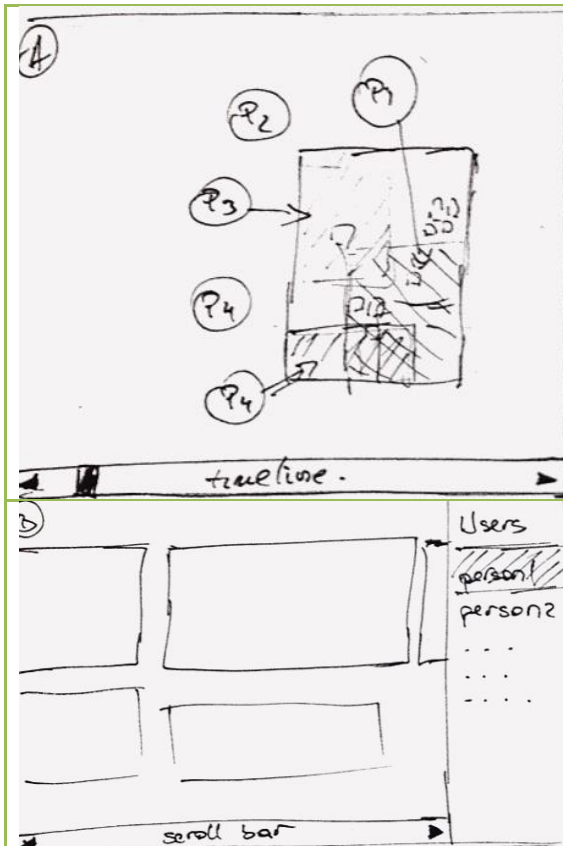 A
P1
P2
P3
P4
P4
timeline.
B
Users
person1
person2
. . . .
. . .
. . . . .
scroll bar